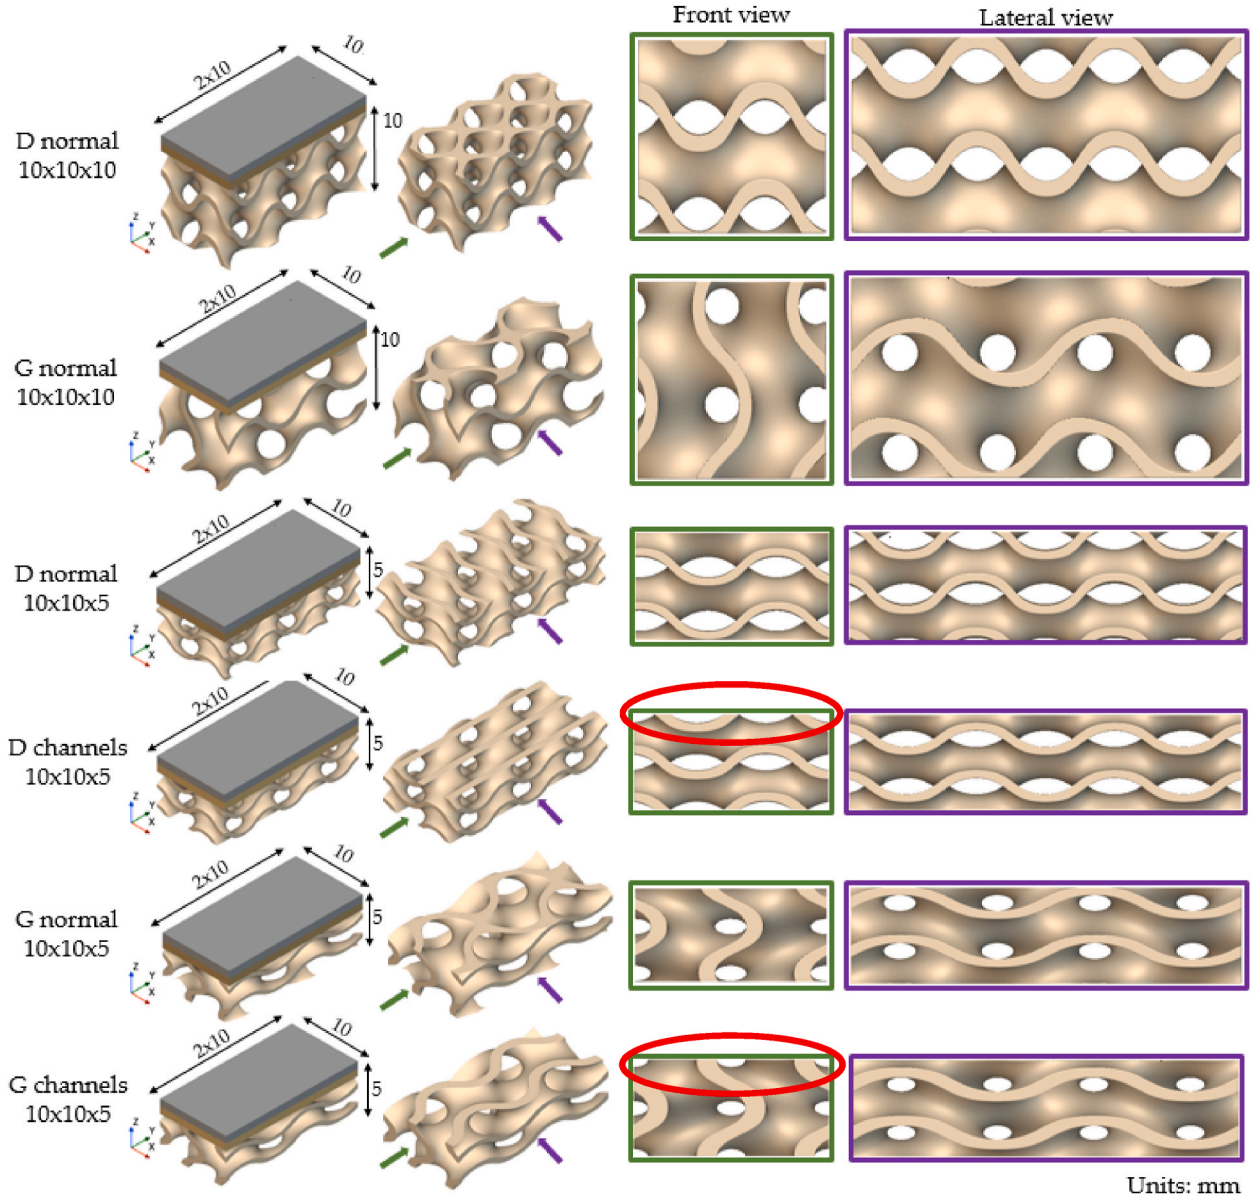 Front view
Lateral view
D normal
10x10x10
2x10
10
10
Z
Y
X
G normal
10x10x10
2x10
10
10
Z
Y
X
D normal
10x10x5
2x10
10
5
Z
Y
X
D channels
10x10x5
2x10
10
5
Z
Y
X
G normal
10x10x5
2x10
10
5
Z
Y
X
G channels
10x10x5
2x10
10
5
Z
Y
X
Units: mm